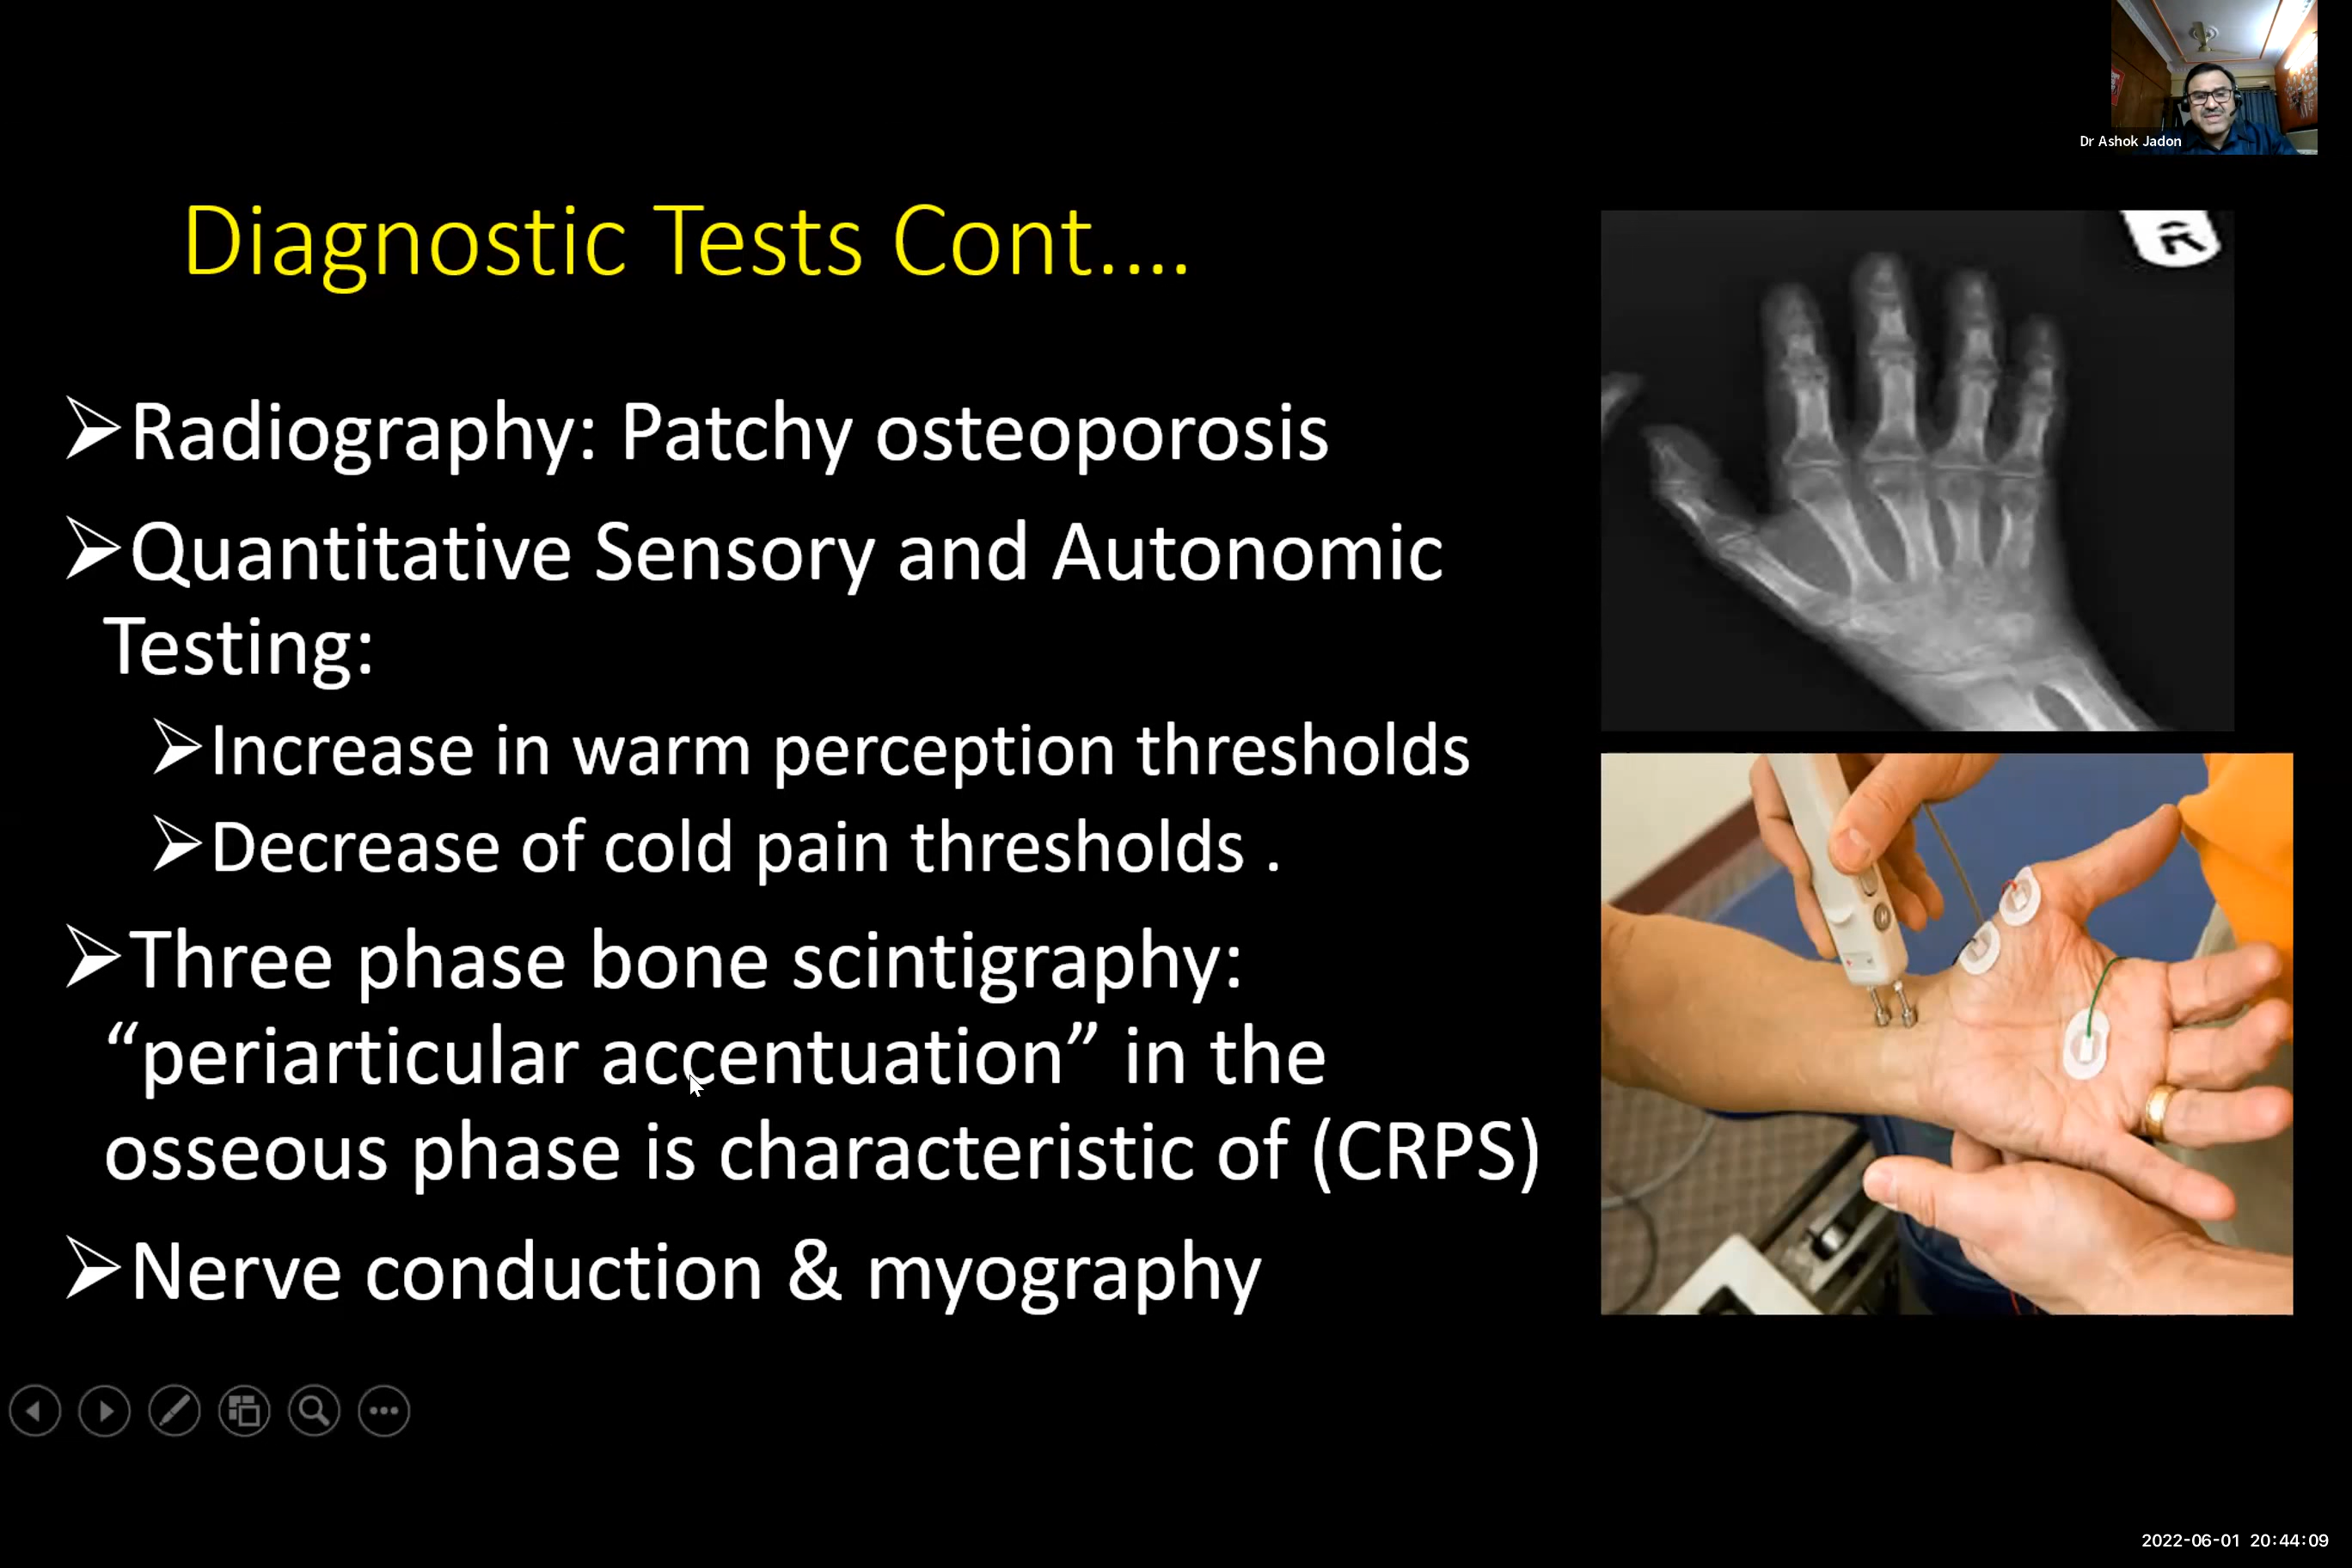 Dr Ashok Jadon
R
Diagnostic Tests Cont....
➢Radiography: Patchy osteoporosis
➢Quantitative Sensory and Autonomic
Testing:
➢Increase in warm perception thresholds
➢Decrease of cold pain thresholds .
➢Three phase bone scintigraphy:
“periarticular accentuation” in the
osseous phase is characteristic of (CRPS)
➢Nerve conduction & myography
2022-06-01 20:44:09